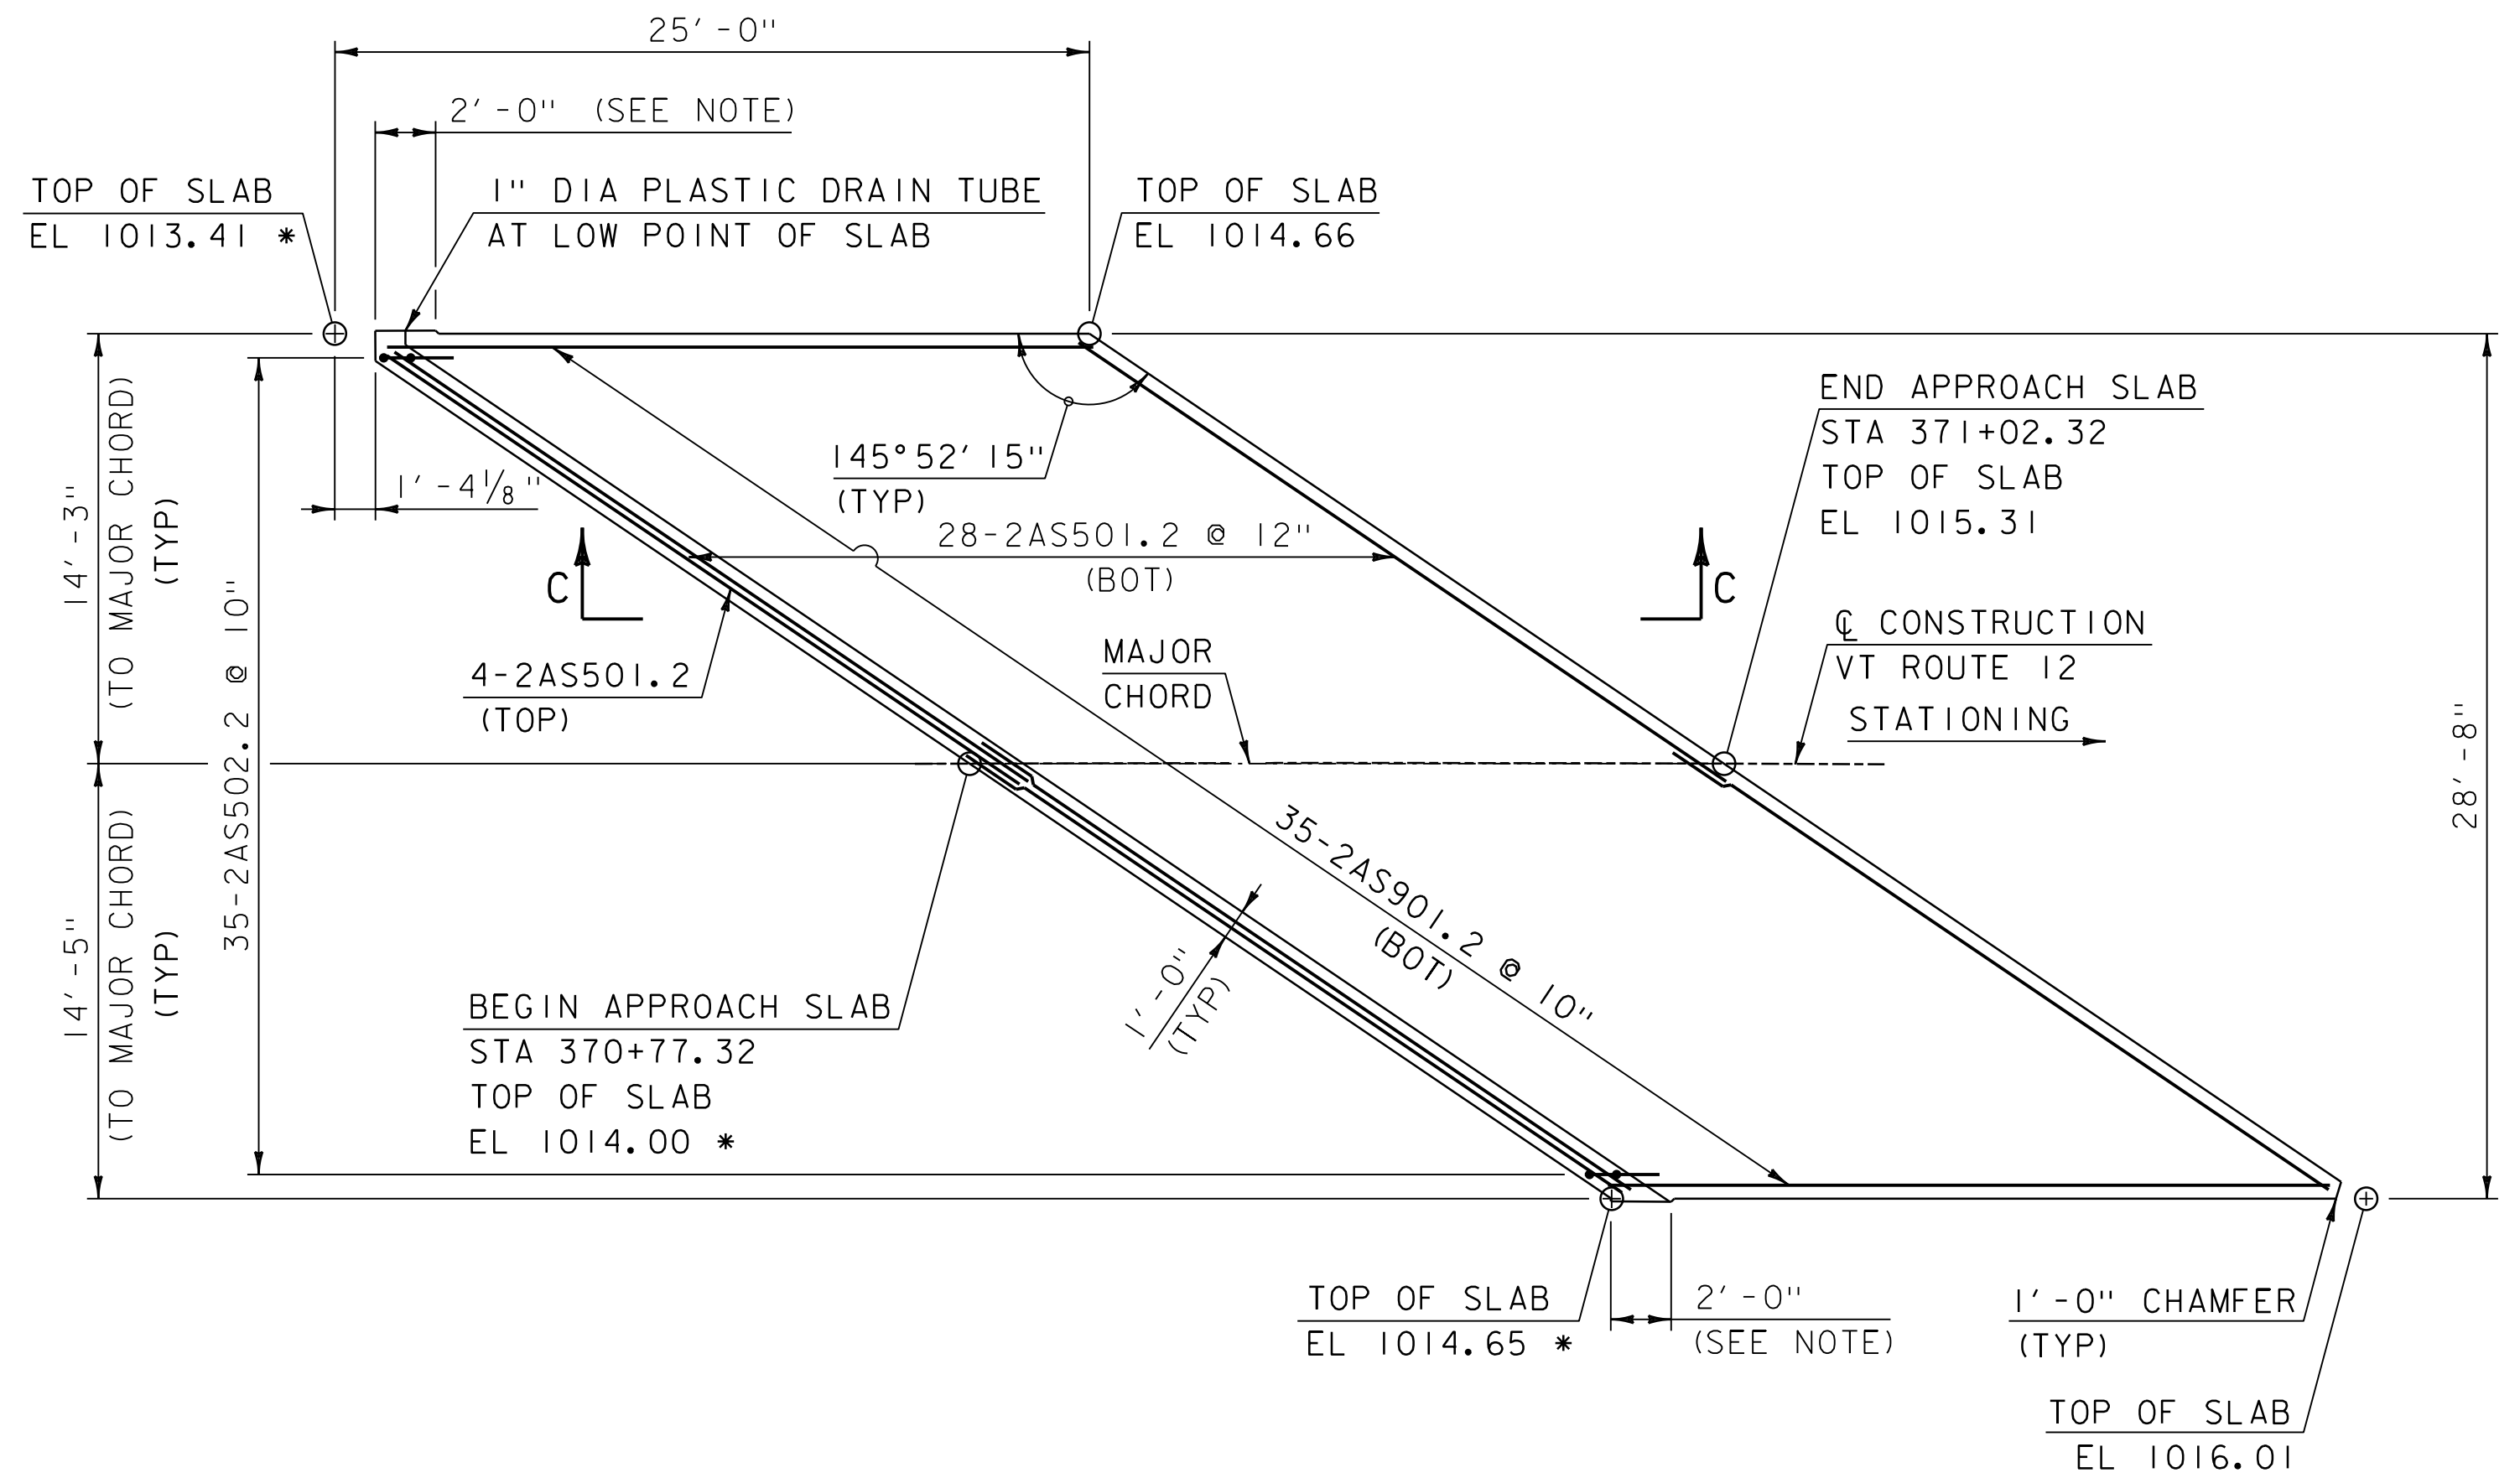 25'-0"
2'-0" (SEE NOTE)
TOP OF SLAB
EL 1013.41 *
1" DIA PLASTIC DRAIN TUBE
AT LOW POINT OF SLAB
TOP OF SLAB
EL 1014.66
END APPROACH SLAB
STA 371+02.32
TOP OF SLAB
EL 1015.31
145°52'15"
(TYP)
1'-4⅛"
14'-3"
(TO MAJOR CHORD)
(TYP)
28-2AS501.2 @ 12"
(BOT)
C
C
35-2AS502.2 @ 10"
4-2AS501.2
(TOP)
MAJOR
CHORD
℄ CONSTRUCTION
VT ROUTE 12
STATIONING
28'-8"
14'-5"
(TO MAJOR CHORD)
(TYP)
35-2AS901.2 @ 10"
(BOT)
1'-0"
(TYP)
BEGIN APPROACH SLAB
STA 370+77.32
TOP OF SLAB
EL 1014.00 *
TOP OF SLAB
EL 1014.65 *
2'-0"
(SEE NOTE)
1'-0" CHAMFER
(TYP)
TOP OF SLAB
EL 1016.01